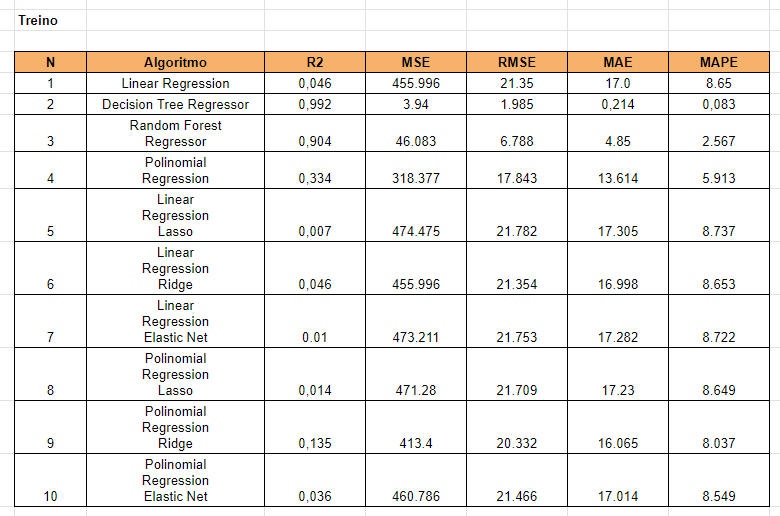 Treino
N Algoritmo R2 MSE RMSE MAE MAPE
1 Linear Regression 0,046 455.996 21.35 17.0 8.65
2 Decision Tree Regressor 0,992 3.94 1.985 0,214 0,083
Random Forest
3 Regressor 0,904 46.083 6.788 4.85 2.567
Polinomial
4 Regression 0,334 318.377 17.843 13.614 5.913
Linear
Regression
5 Lasso 0,007 474.475 21.782 17.305 8.737
Linear
Regression
6 Ridge 0,046 455.996 21.354 16.998 8.653
Linear
Regression
7 Elastic Net 0.01 473.211 21.753 17.282 8.722
Polinomial
Regression
8 Lasso 0,014 471.28 21.709 17.23 8.649
Polinomial
Regression
9 Ridge 0,135 413.4 20.332 16.065 8.037
Polinomial
Regression
10 Elastic Net 0,036 460.786 21.466 17.014 8.549